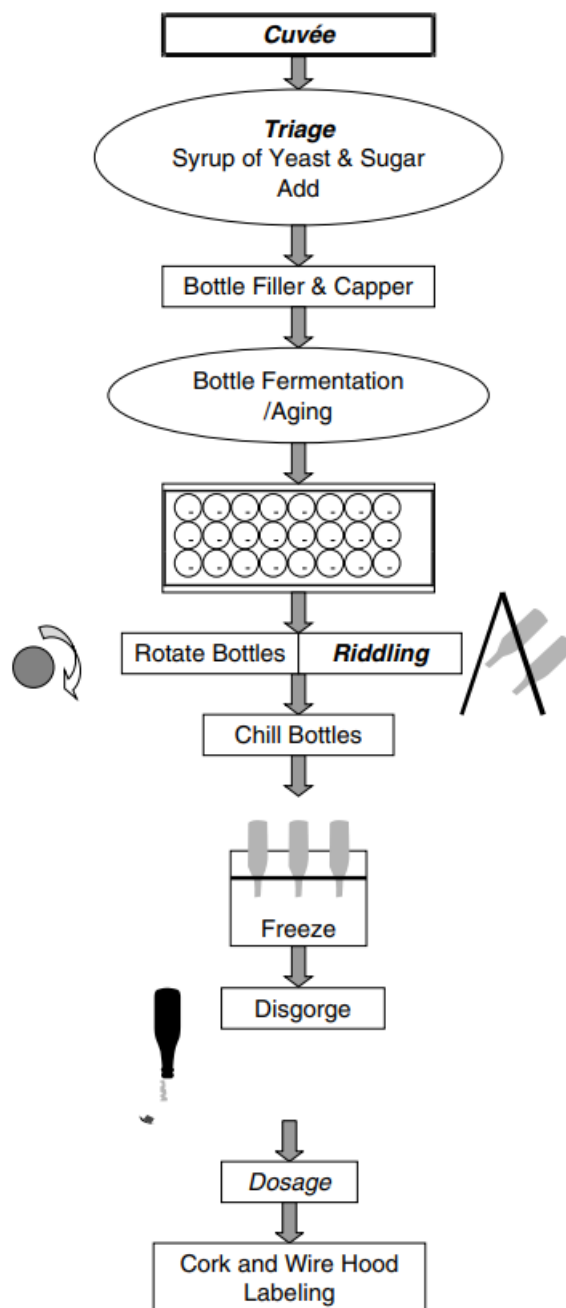 Cuvée
Triage
Syrup of Yeast & Sugar
Add
Bottle Filler & Capper
Bottle Fermentation
/Aging
Rotate Bottles
Riddling
Chill Bottles
Freeze
Disgorge
Dosage
Cork and Wire Hood
Labeling